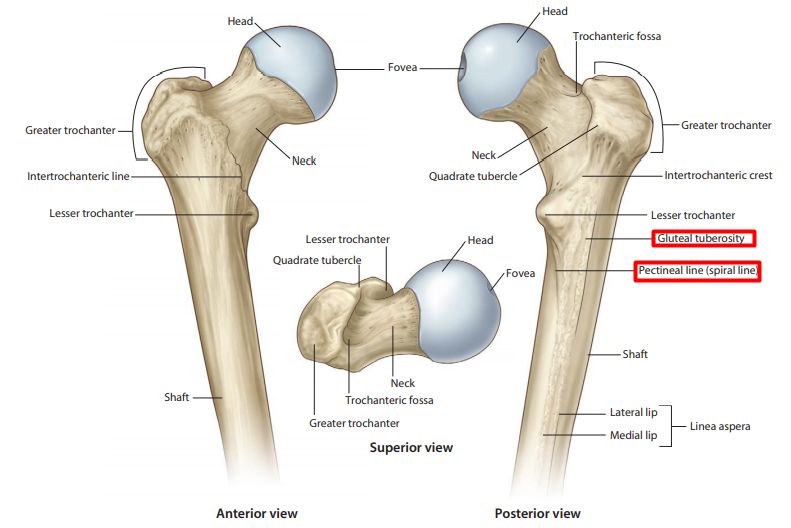 Head
Greater trochanter
Intertrochanteric line
Lesser trochanter
Neck
Shaft
Anterior view
Fovea
Lesser trochanter
Quadrate tubercle
Head
Fovea
Neck
Trochanteric fossa
Greater trochanter
Superior view
Head
Trochanteric fossa
Greater trochanter
Neck
Quadrate tubercle
Intertrochanteric crest
Lesser trochanter
Gluteal tuberosity
Pectineal line (spiral line)
Shaft
Lateral lip
Medial lip
Linea aspera
Posterior view